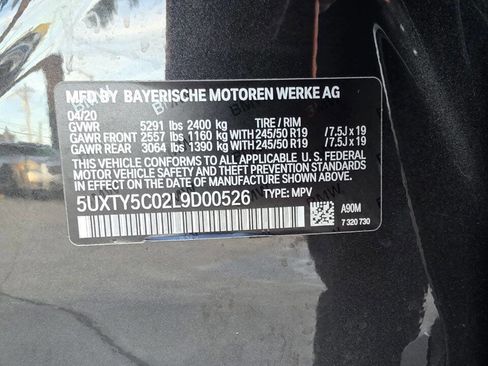 MFD BY BAYERISCHE MOTOREN WERKE AG
04/20
GVWR 5291 lbs 2400 kg TIRE / RIM
GAWR FRONT 2557 lbs 1160 kg WITH 245/50 R19 / 7.5J x 19
GAWR REAR 3064 lbs 1390 kg WITH 245/50 R19 / 7.5J x 19
THIS VEHICLE CONFORMS TO ALL APPLICABLE U. S. FEDERAL
MOTOR VEHICLE SAFETY, BUMPER, AND THEFT PREVENTION STANDARDS
IN EFFECT ON THE DATE OF MANUFACTURE SHOWN ABOVE.
5UXTY5C02L9D00526 TYPE: MPV
A90M
7 320 730